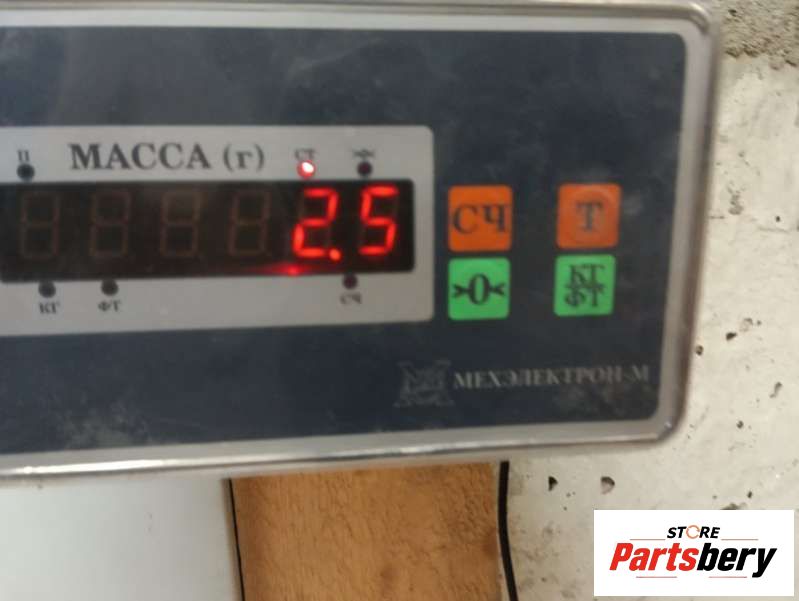 П МАССА (г) СТ
2.5
КГ ФТ СЧ
СЧ Т
>0< КГ
ФТ
МЕХЭЛЕКТРОН-М
STORE
Partsbery